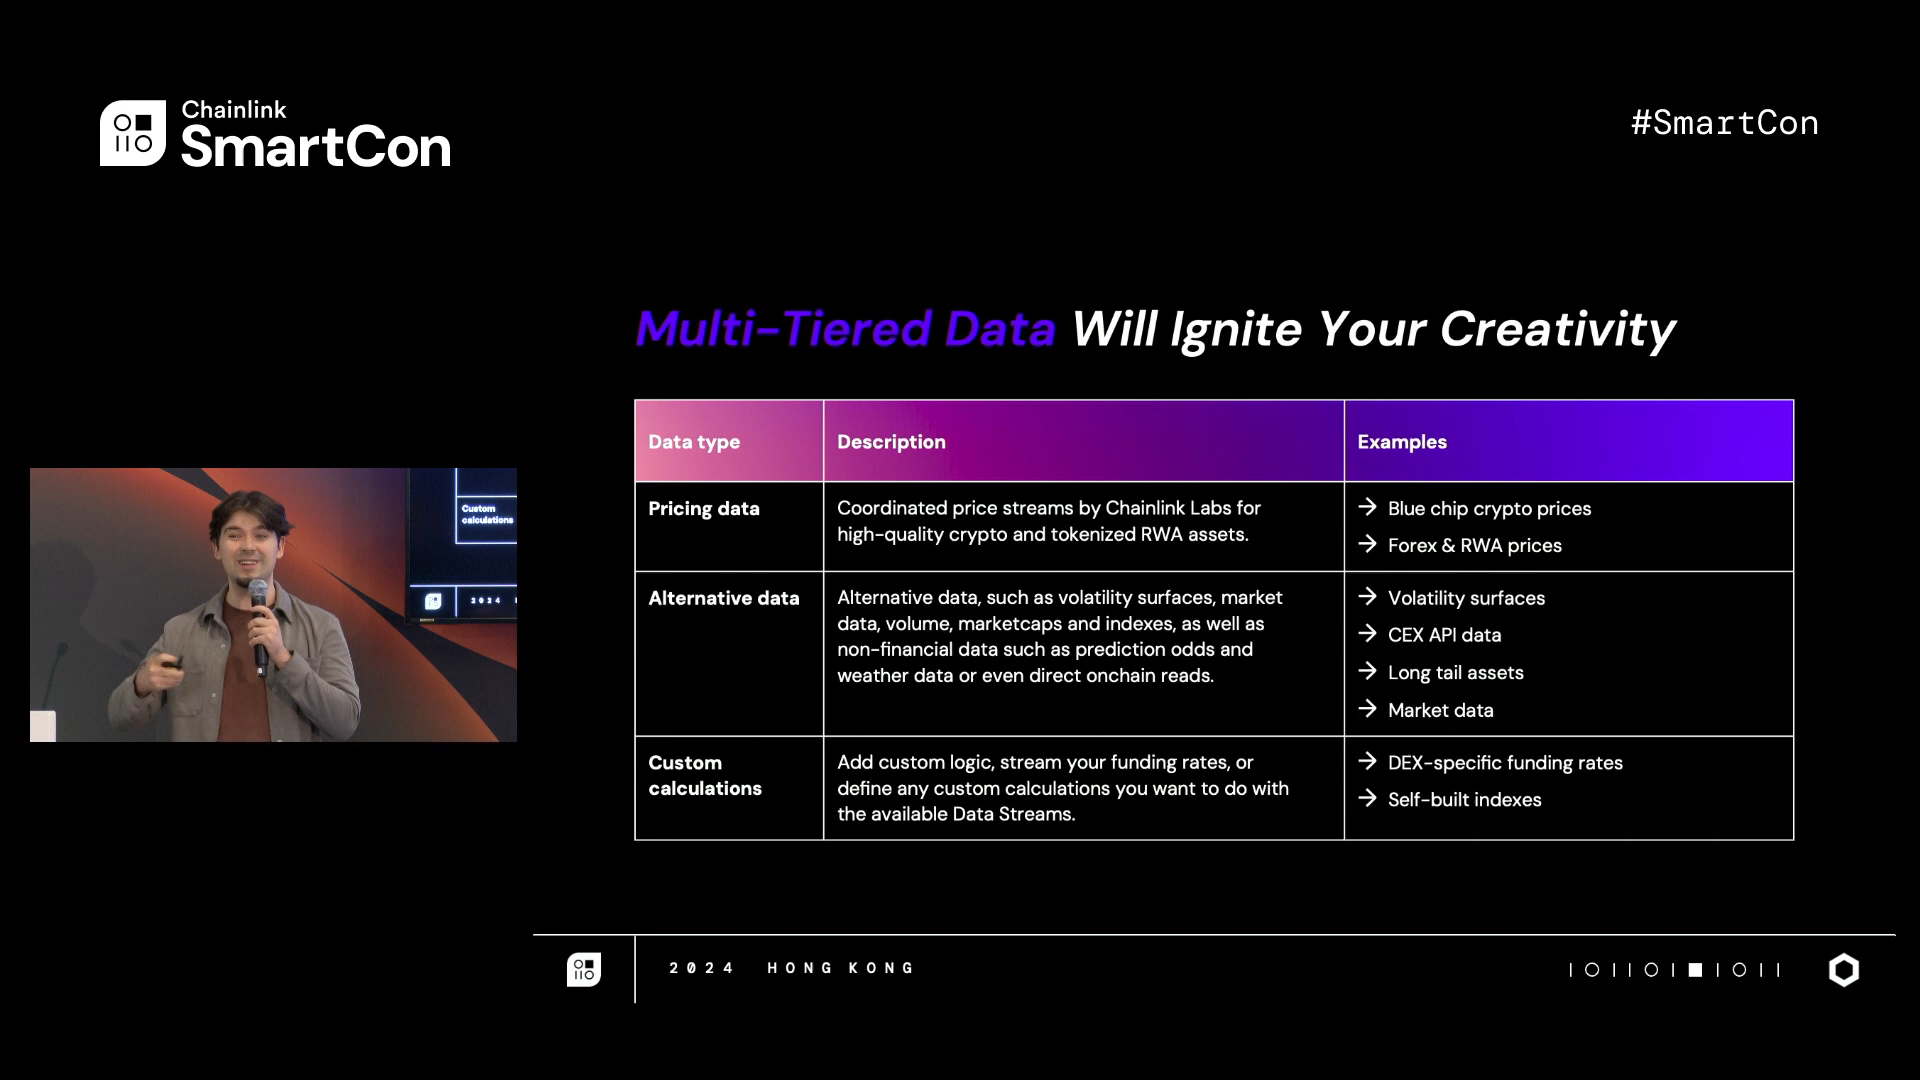 Chainlink
SmartCon
#SmartCon
Multi-Tiered Data Will Ignite Your Creativity
Data type
Description
Examples
Pricing data
Coordinated price streams by Chainlink Labs for
high-quality crypto and tokenized RWA assets.
→ Blue chip crypto prices
→ Forex & RWA prices
Alternative data
Alternative data, such as volatility surfaces, market
data, volume, marketcaps and indexes, as well as
non-financial data such as prediction odds and
weather data or even direct onchain reads.
→ Volatility surfaces
→ CEX API data
→ Long tail assets
→ Market data
Custom
calculations
Add custom logic, stream your funding rates, or
define any custom calculations you want to do with
the available Data Streams.
→ DEX-specific funding rates
→ Self-built indexes
Custom
calculations
2024
2024 HONG KONG